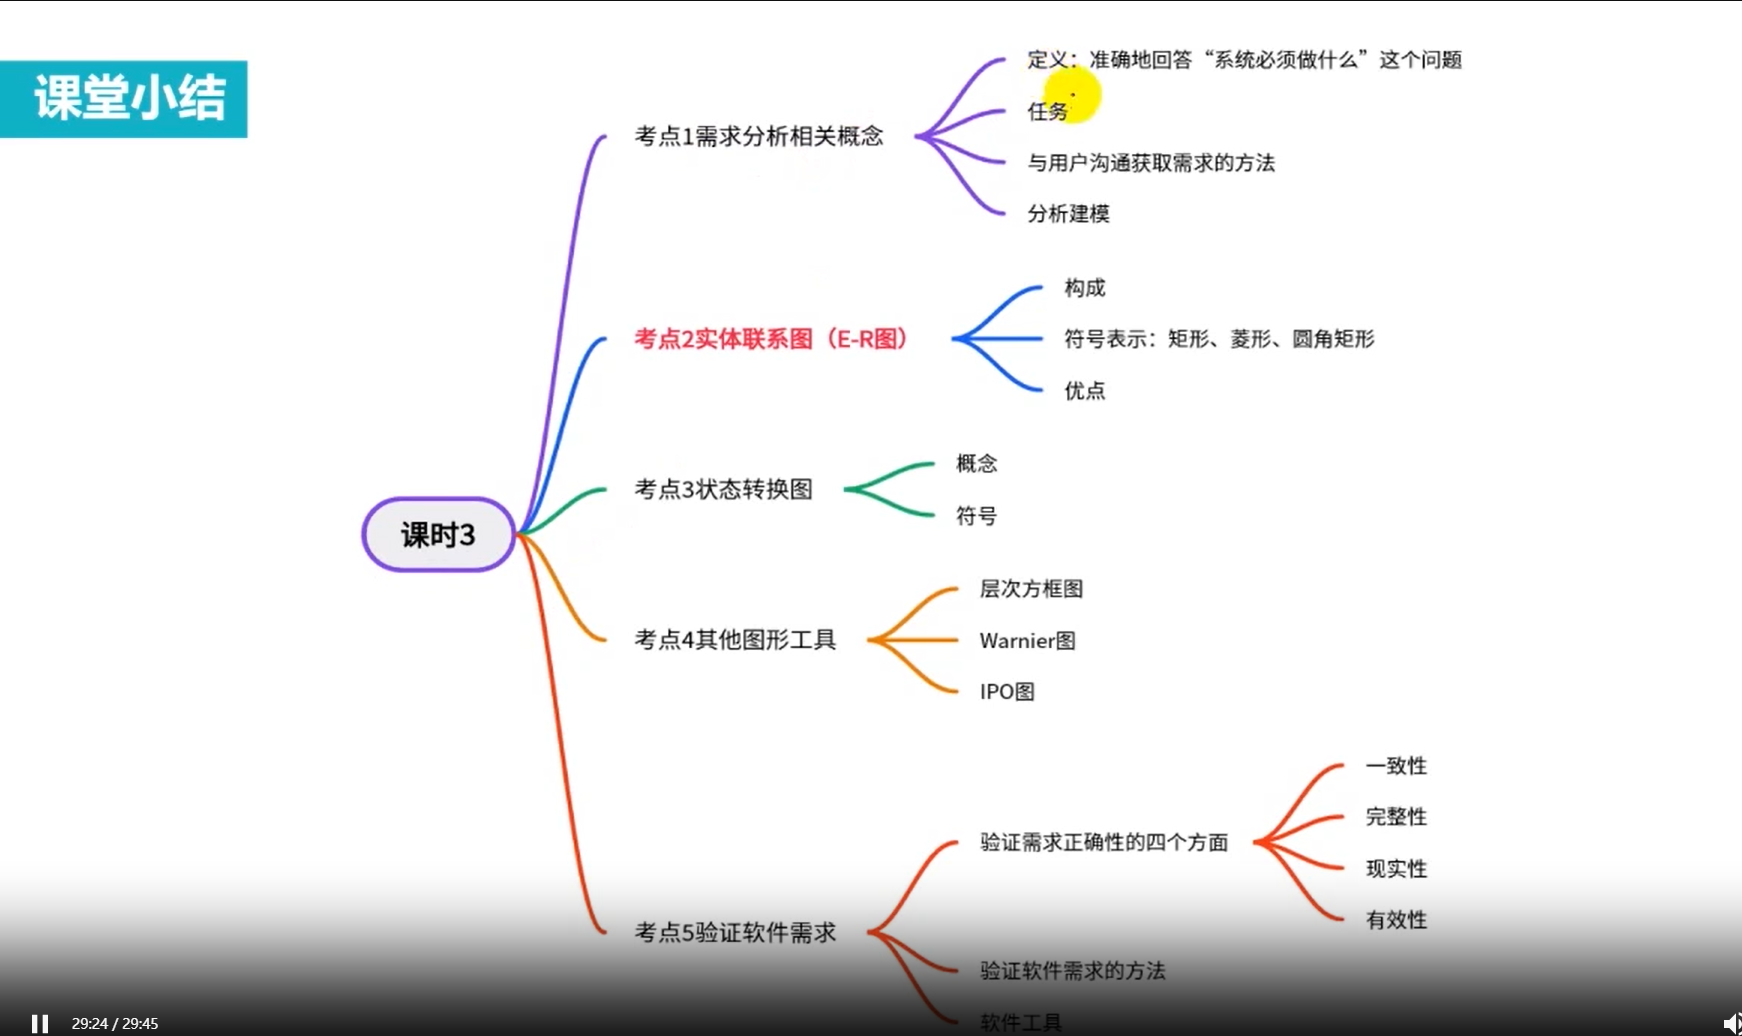 课堂小结
课时3
考点1需求分析相关概念
定义：准确地回答“系统必须做什么”这个问题
任务
与用户沟通获取需求的方法
分析建模
考点2实体联系图（E-R图）
构成
符号表示：矩形、菱形、圆角矩形
优点
考点3状态转换图
概念
符号
考点4其他图形工具
层次方框图
Warnier图
IPO图
考点5验证软件需求
验证需求正确性的四个方面
一致性
完整性
现实性
有效性
验证软件需求的方法
软件工具
29:24 / 29:45